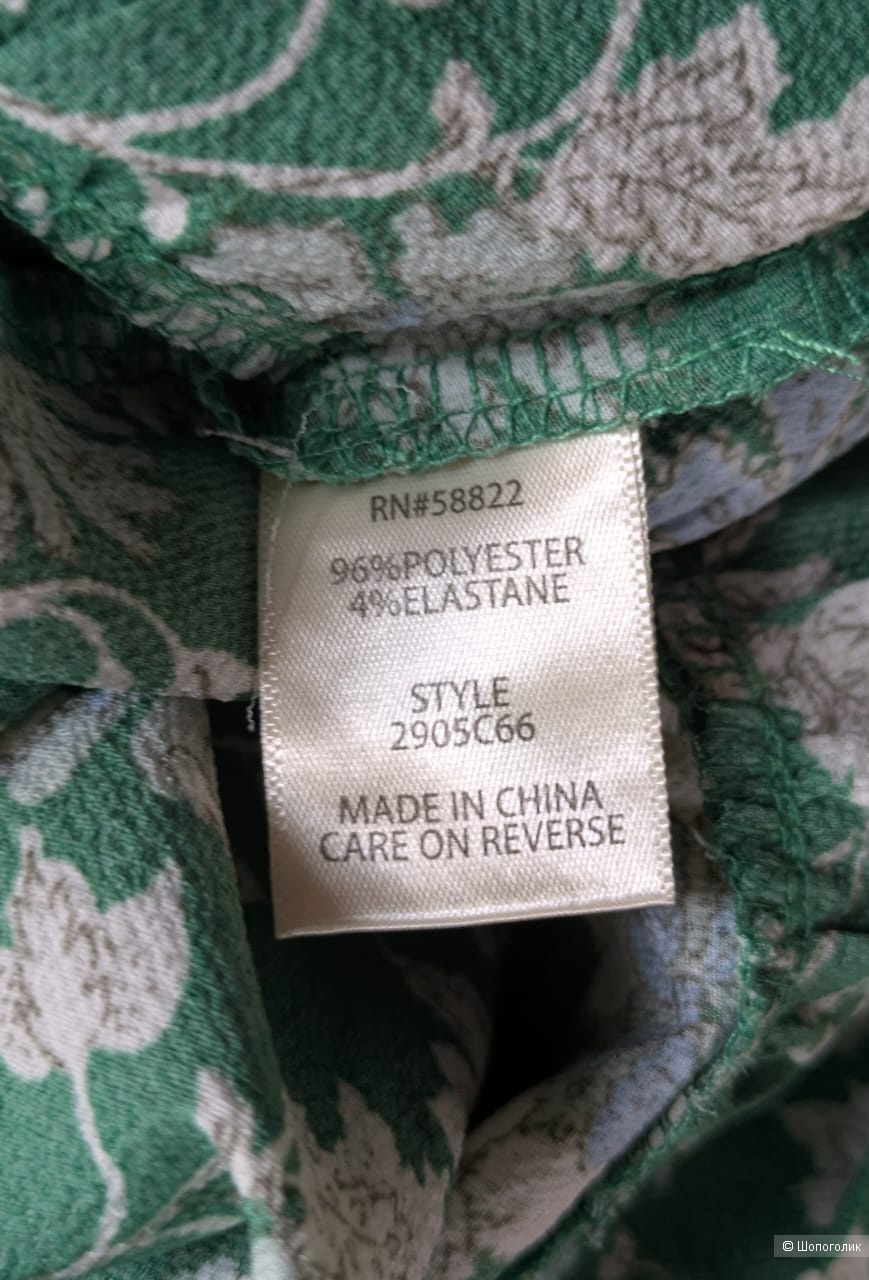 RN#58822
96%POLYESTER
4%ELASTANE
STYLE
2905C66
MADE IN CHINA
CARE ON REVERSE
© Шопоголик